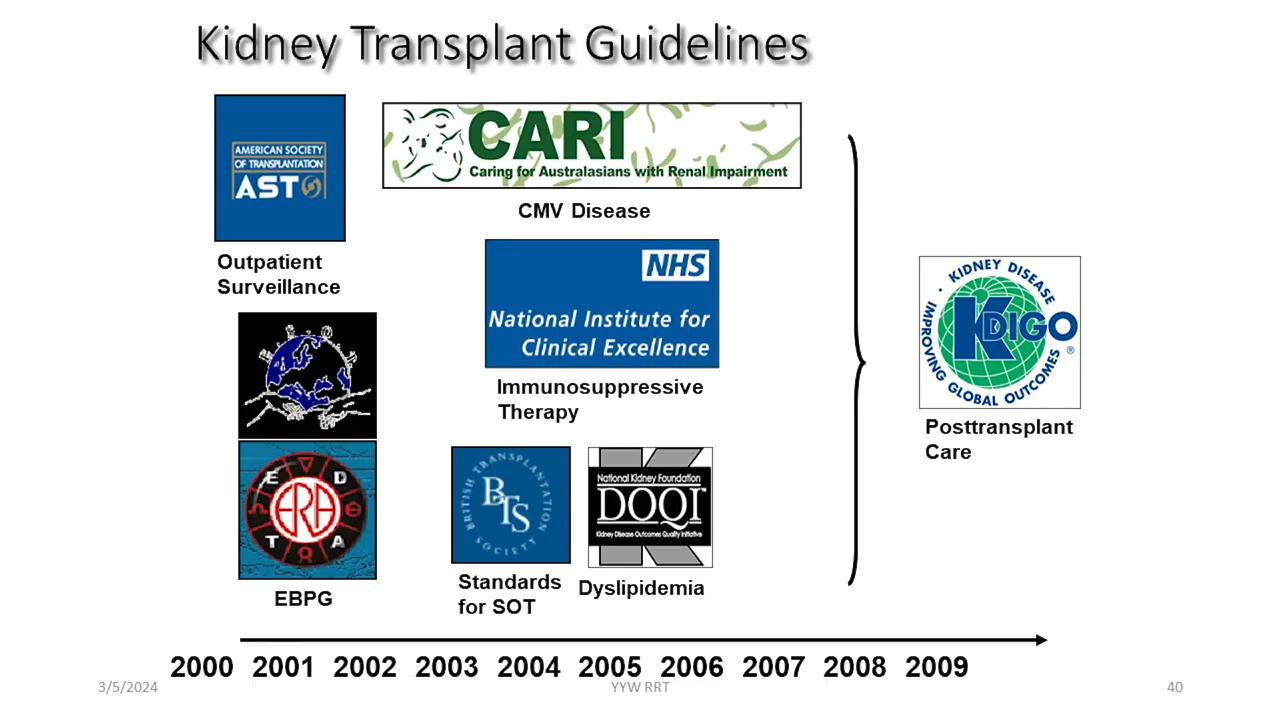 Kidney Transplant Guidelines
AMERICAN SOCIETY
OF TRANSPLANTATION
AST
Outpatient
Surveillance
CARI
Caring for Australasians with Renal Impairment
CMV Disease
NHS
National Institute for
Clinical Excellence
Immunosuppressive
Therapy
E D
ERA
T A
EBPG
BRITISH TRANSPLANTATION SOCIETY
BTS
Standards
for SOT
National Kidney Foundation
DOQI™
Kidney Disease Outcomes Quality Initiative
Dyslipidemia
KIDNEY DISEASE
KDIGO
®
IMPROVING GLOBAL OUTCOMES
Posttransplant
Care
2000 2001 2002 2003 2004 2005 2006 2007 2008 2009
3/5/2024
YYW RRT
40